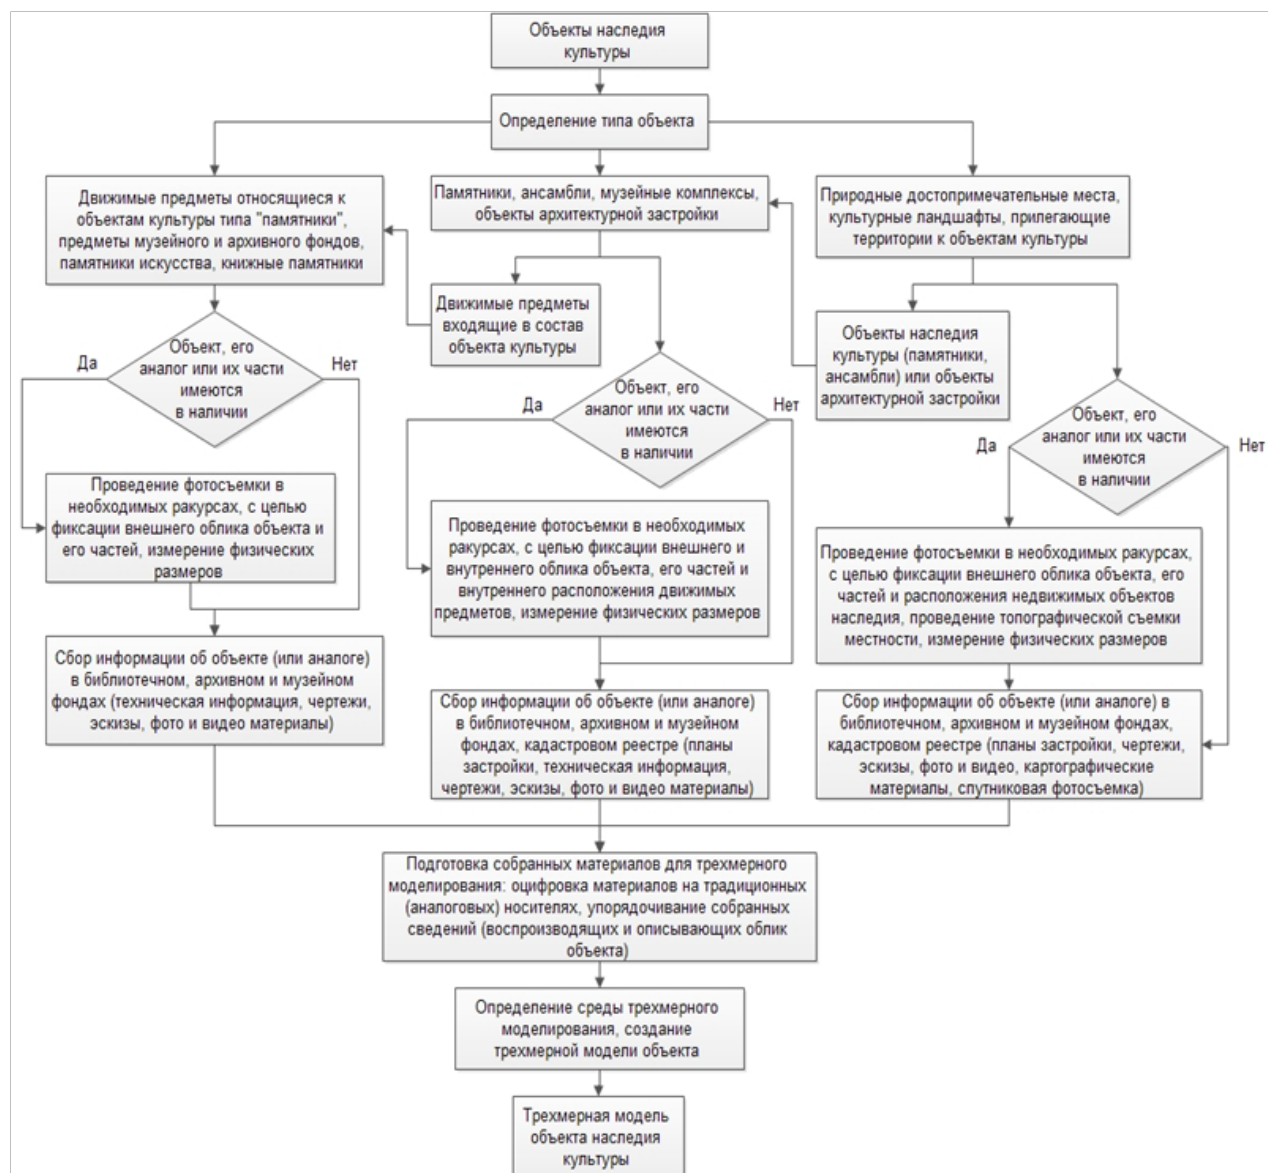 Объекты наследия
культуры
Определение типа объекта
Движимые предметы относящиеся к
объектам культуры типа "памятники",
предметы музейного и архивного фондов,
памятники искусства, книжные памятники
Памятники, ансамбли, музейные комплексы,
объекты архитектурной застройки
Природные достопримечательные места,
культурные ландшафты, прилегающие
территории к объектам культуры
Движимые предметы
входящие в состав
объекта культуры
Объекты наследия
культуры (памятники,
ансамбли) или объекты
архитектурной застройки
Да
Объект, его
аналог или их части
имеются
в наличии
Нет
Да
Объект, его
аналог или их части
имеются
в наличии
Нет
Да
Объект, его
аналог или их части
имеются
в наличии
Нет
Проведение фотосъемки в
необходимых ракурсах, с целью
фиксации внешнего облика объекта и
его частей, измерение физических
размеров
Проведение фотосъемки в необходимых
ракурсах, с целью фиксации внешнего и
внутреннего облика объекта, его частей и
внутреннего расположения движимых
предметов, измерение физических размеров
Проведение фотосъемки в необходимых ракурсах,
с целью фиксации внешнего облика объекта, его
частей и расположения недвижимых объектов
наследия, проведение топографической съемки
местности, измерение физических размеров
Сбор информации об объекте (или аналоге)
в библиотечном, архивном и музейном
фондах (техническая информация, чертежи,
эскизы, фото и видео материалы)
Сбор информации об объекте (или аналоге)
в библиотечном, архивном и музейном
фондах, кадастровом реестре (планы
застройки, техническая информация,
чертежи, эскизы, фото и видео материалы)
Сбор информации об объекте (или аналоге) в
библиотечном, архивном и музейном фондах,
кадастровом реестре (планы застройки, чертежи,
эскизы, фото и видео, картографические
материалы, спутниковая фотосъемка)
Подготовка собранных материалов для трехмерного
моделирования: оцифровка материалов на традиционных
(аналоговых) носителях, упорядочивание собранных
сведений (воспроизводящих и описывающих облик
объекта)
Определение среды трехмерного
моделирования, создание
трехмерной модели объекта
Трехмерная модель
объекта наследия
культуры